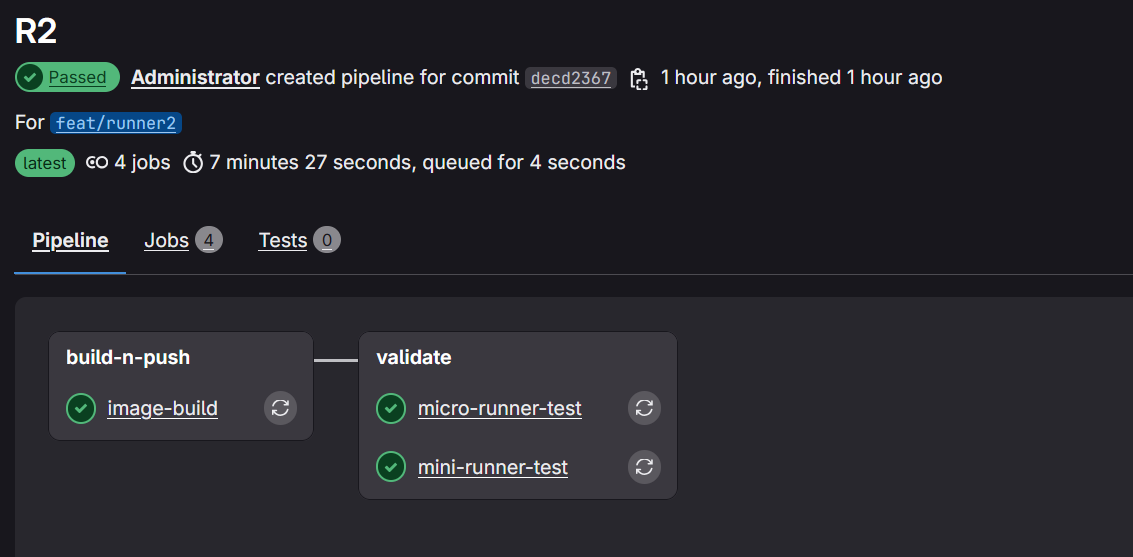 R2
Passed Administrator created pipeline for commit decd2367 1 hour ago, finished 1 hour ago
For feat/runner2
latest 4 jobs 7 minutes 27 seconds, queued for 4 seconds
Pipeline Jobs 4 Tests 0
build-n-push validate
image-build micro-runner-test
mini-runner-test